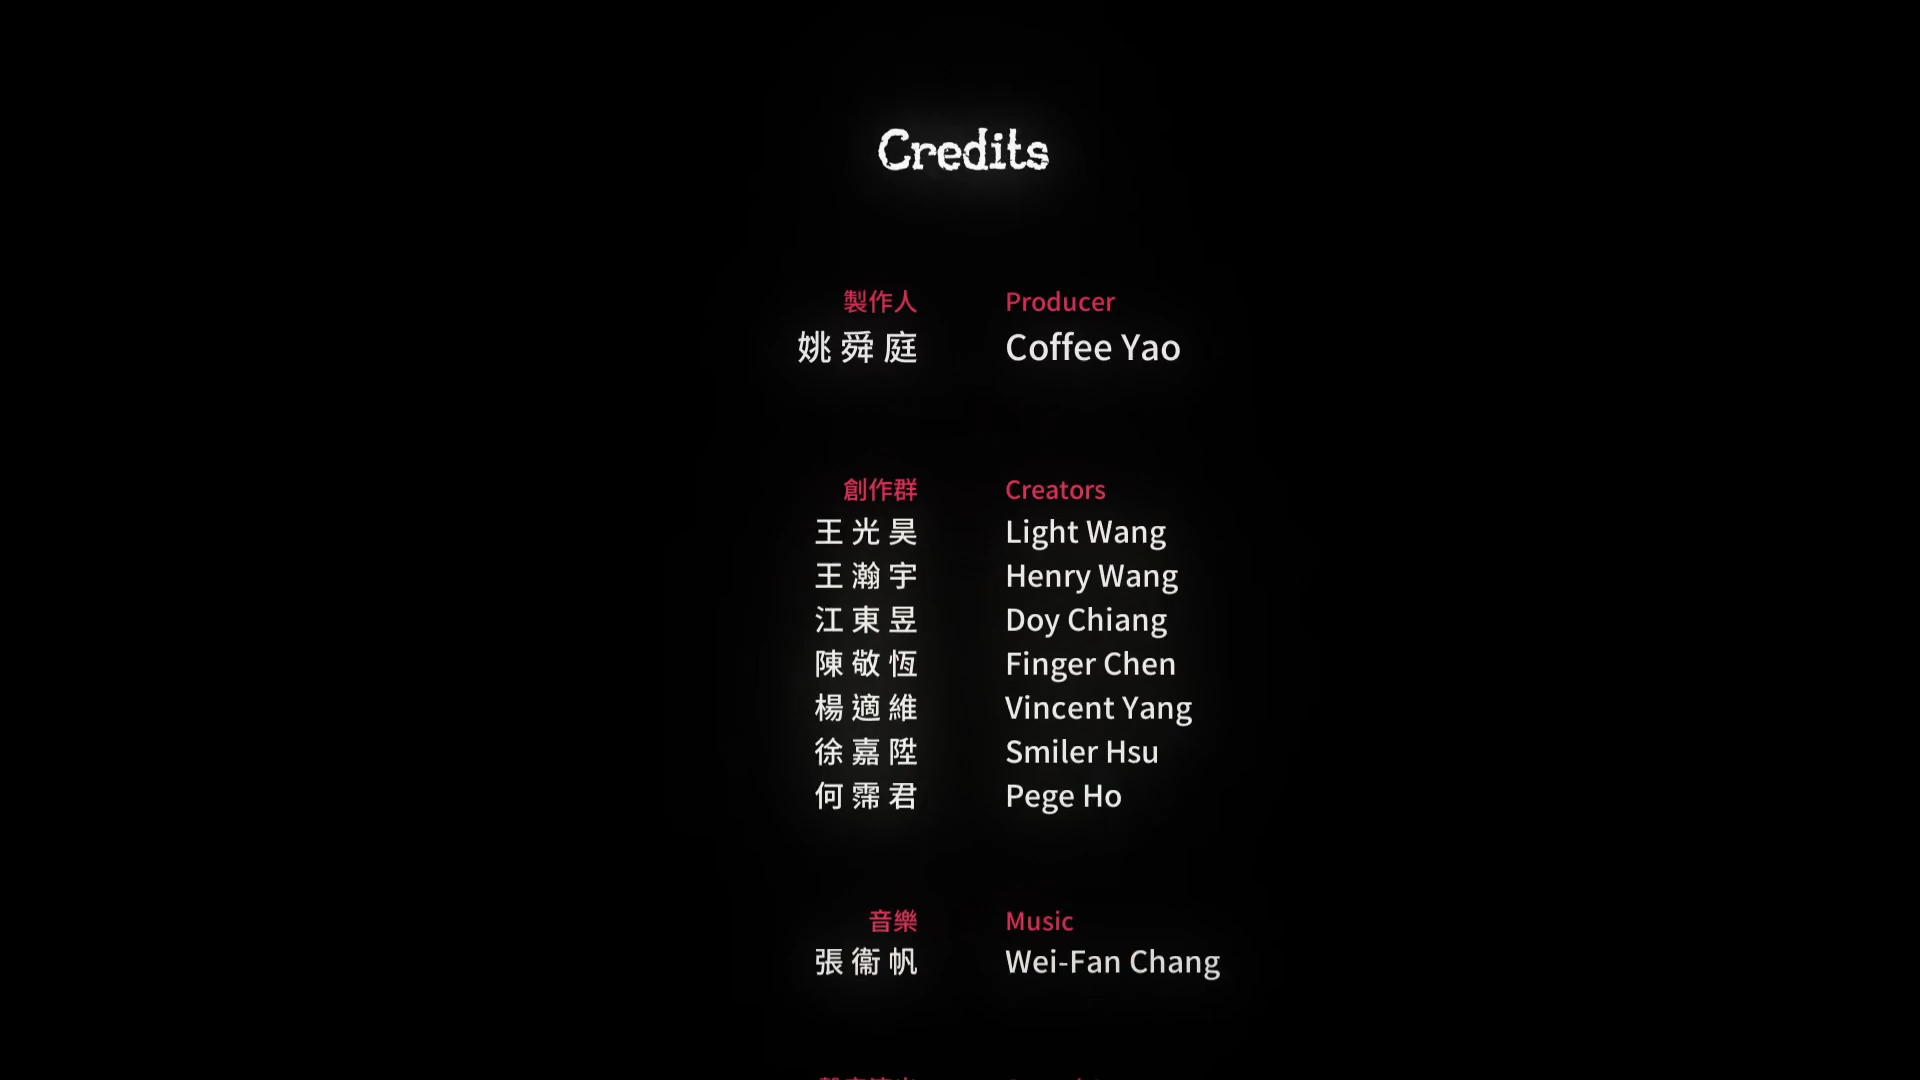 Credits
製作人 Producer
姚舜庭 Coffee Yao
創作群 Creators
王光昊 Light Wang
王瀚宇 Henry Wang
江東昱 Doy Chiang
陳敬恆 Finger Chen
楊適維 Vincent Yang
徐嘉陞 Smiler Hsu
何霈君 Pege Ho
音樂 Music
張衞帆 Wei-Fan Chang